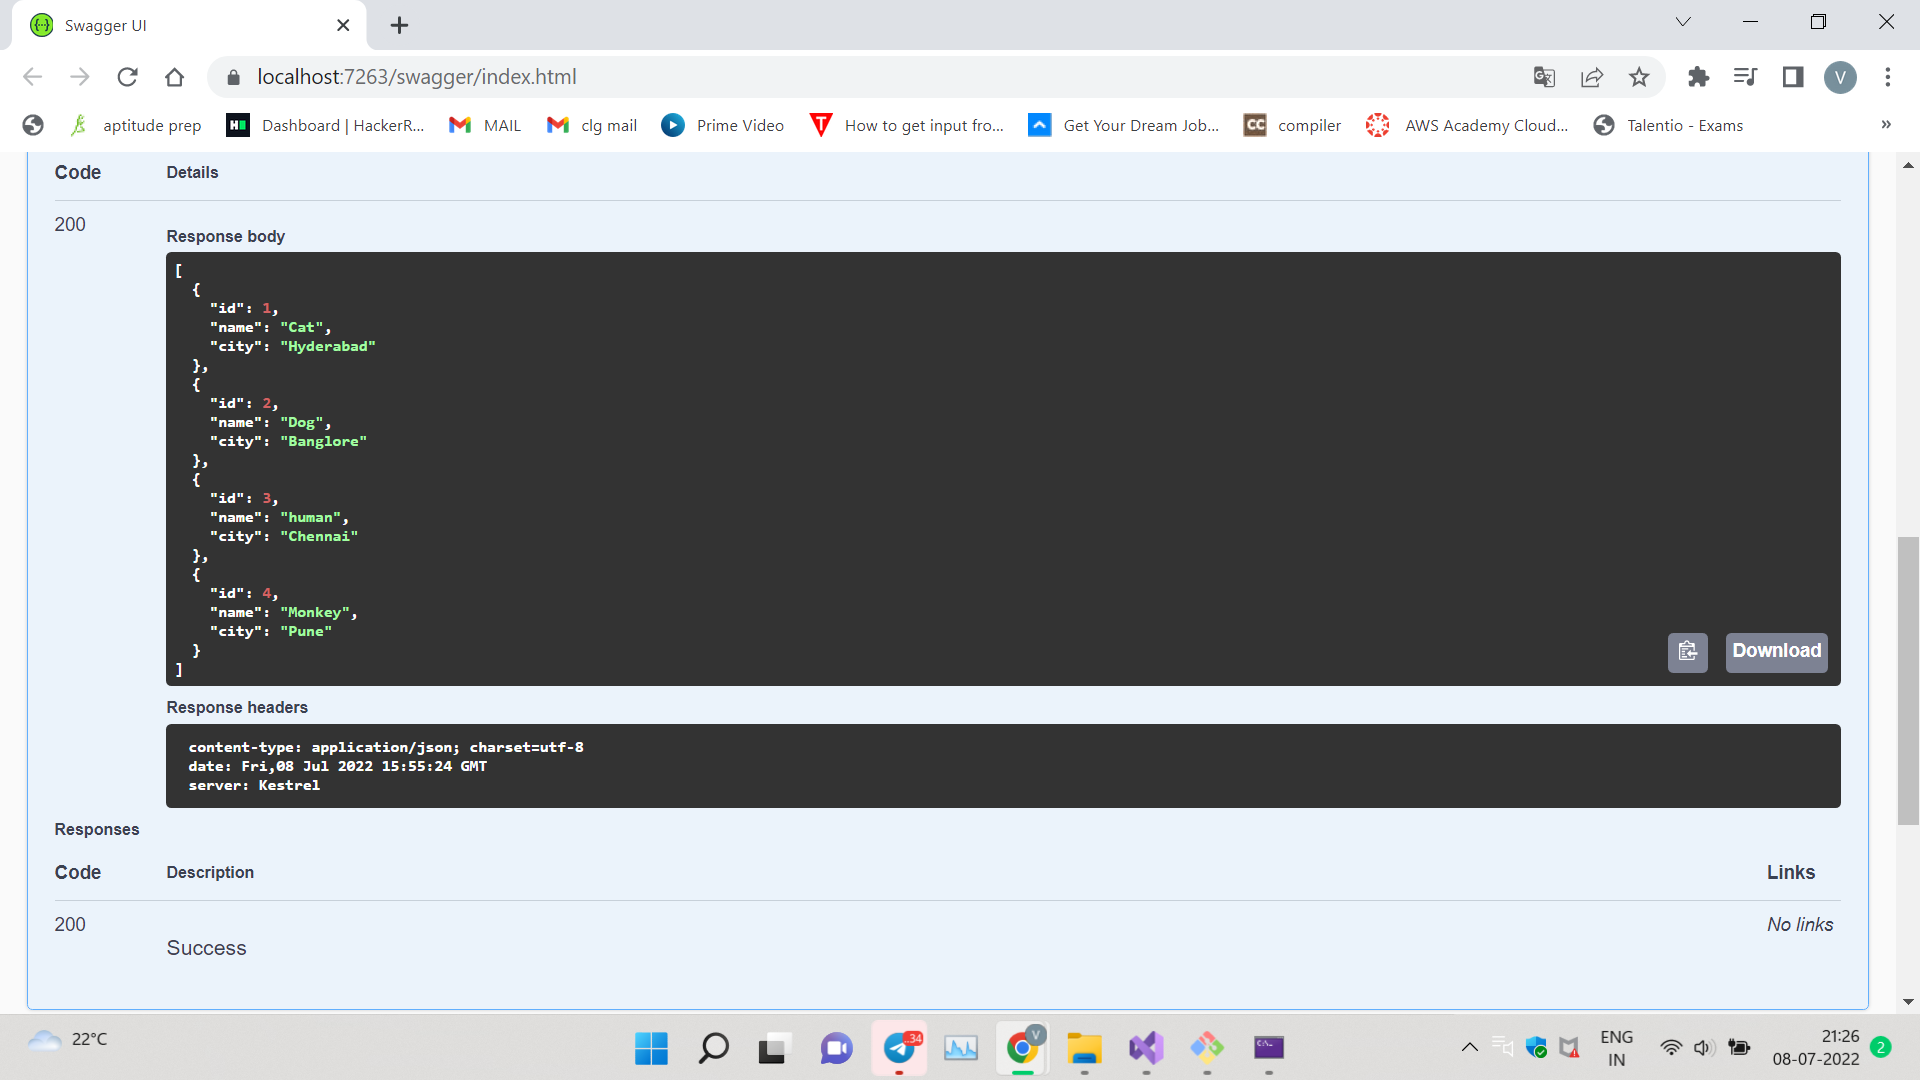 Swagger UI
localhost:7263/swagger/index.html
V
aptitude prep
Dashboard | HackerR...
MAIL
clg mail
Prime Video
How to get input fro...
Get Your Dream Job...
CC compiler
AWS Academy Cloud...
Talentio - Exams
»
Code Details
200
Response body
[
{
"id": 1,
"name": "Cat",
"city": "Hyderabad"
},
{
"id": 2,
"name": "Dog",
"city": "Banglore"
},
{
"id": 3,
"name": "human",
"city": "Chennai"
},
{
"id": 4,
"name": "Monkey",
"city": "Pune"
}
]
Download
Response headers
content-type: application/json; charset=utf-8
date: Fri,08 Jul 2022 15:55:24 GMT
server: Kestrel
Responses
Code Description Links
200 No links
Success
22°C
34
V
ENG
IN
21:26
08-07-2022
2